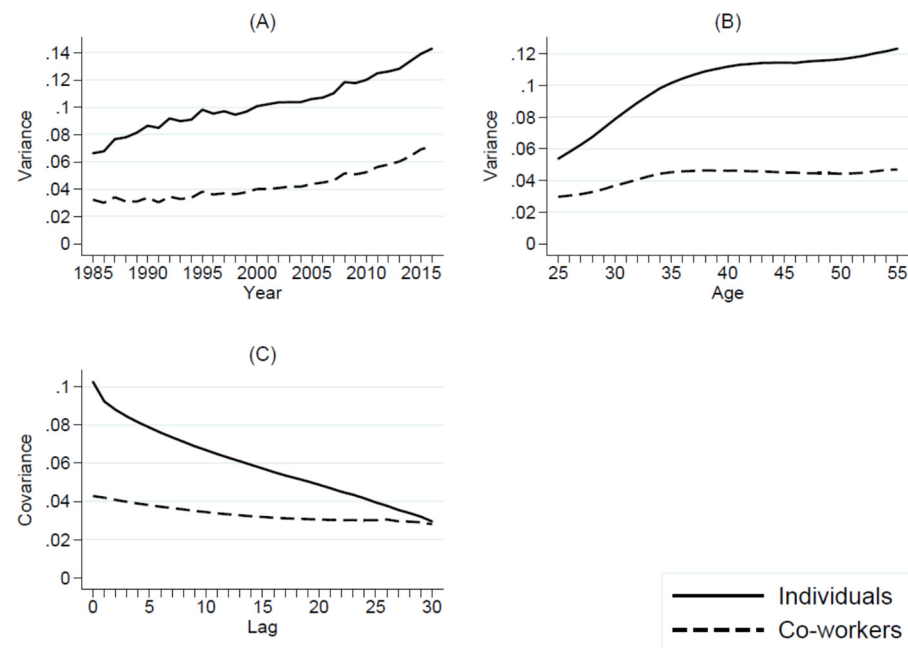 (A)
Variance
.14
.12
.1
.08
.06
.04
.02
0
1985 1990 1995 2000 2005 2010 2015
Year
(B)
Variance
.12
.1
.08
.06
.04
.02
0
25 30 35 40 45 50 55
Age
(C)
Covariance
.1
.08
.06
.04
.02
0
0 5 10 15 20 25 30
Lag
Individuals
Co-workers